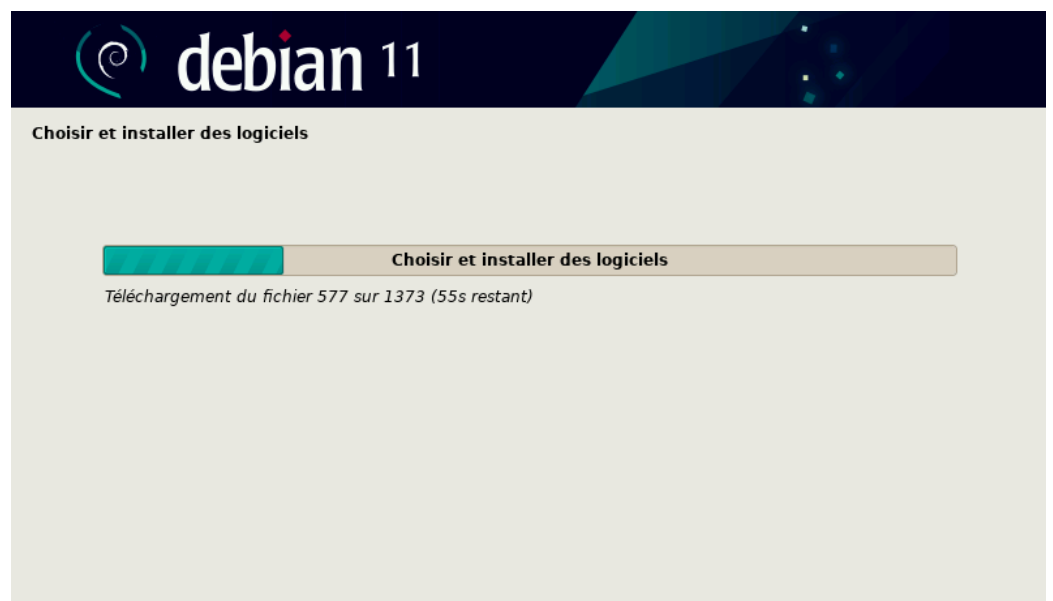 debian 11
Choisir et installer des logiciels
Choisir et installer des logiciels
Téléchargement du fichier 577 sur 1373 (55s restant)